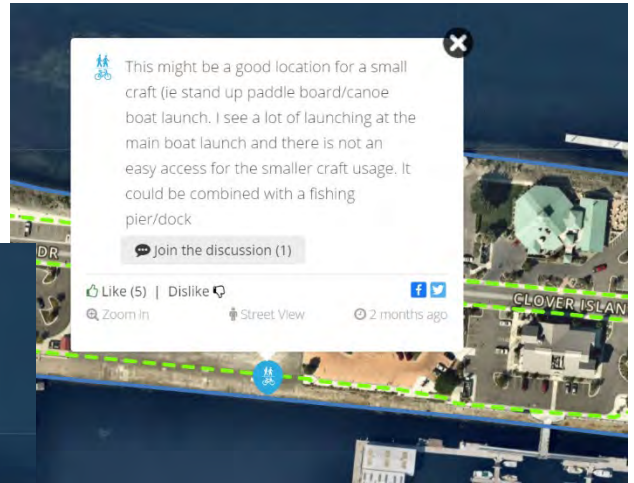 This might be a good location for a small
craft (ie stand up paddle board/canoe
boat launch. I see a lot of launching at the
main boat launch and there is not an
easy access for the smaller craft usage. It
could be combined with a fishing
pier/dock
Join the discussion (1)
Like (5) | Dislike
Zoom in Street View 2 months ago
DR
CLOVER ISLAN